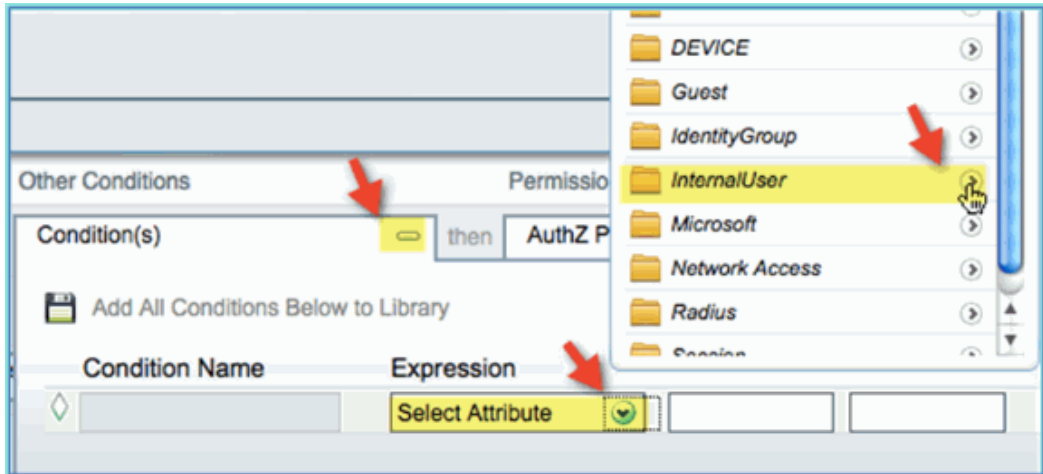 DEVICE
Guest
IdentityGroup
Other Conditions
Permissio
InternalUser
Condition(s)
then
AuthZ P
Microsoft
Network Access
Add All Conditions Below to Library
Radius
Session
Condition Name
Expression
Select Attribute